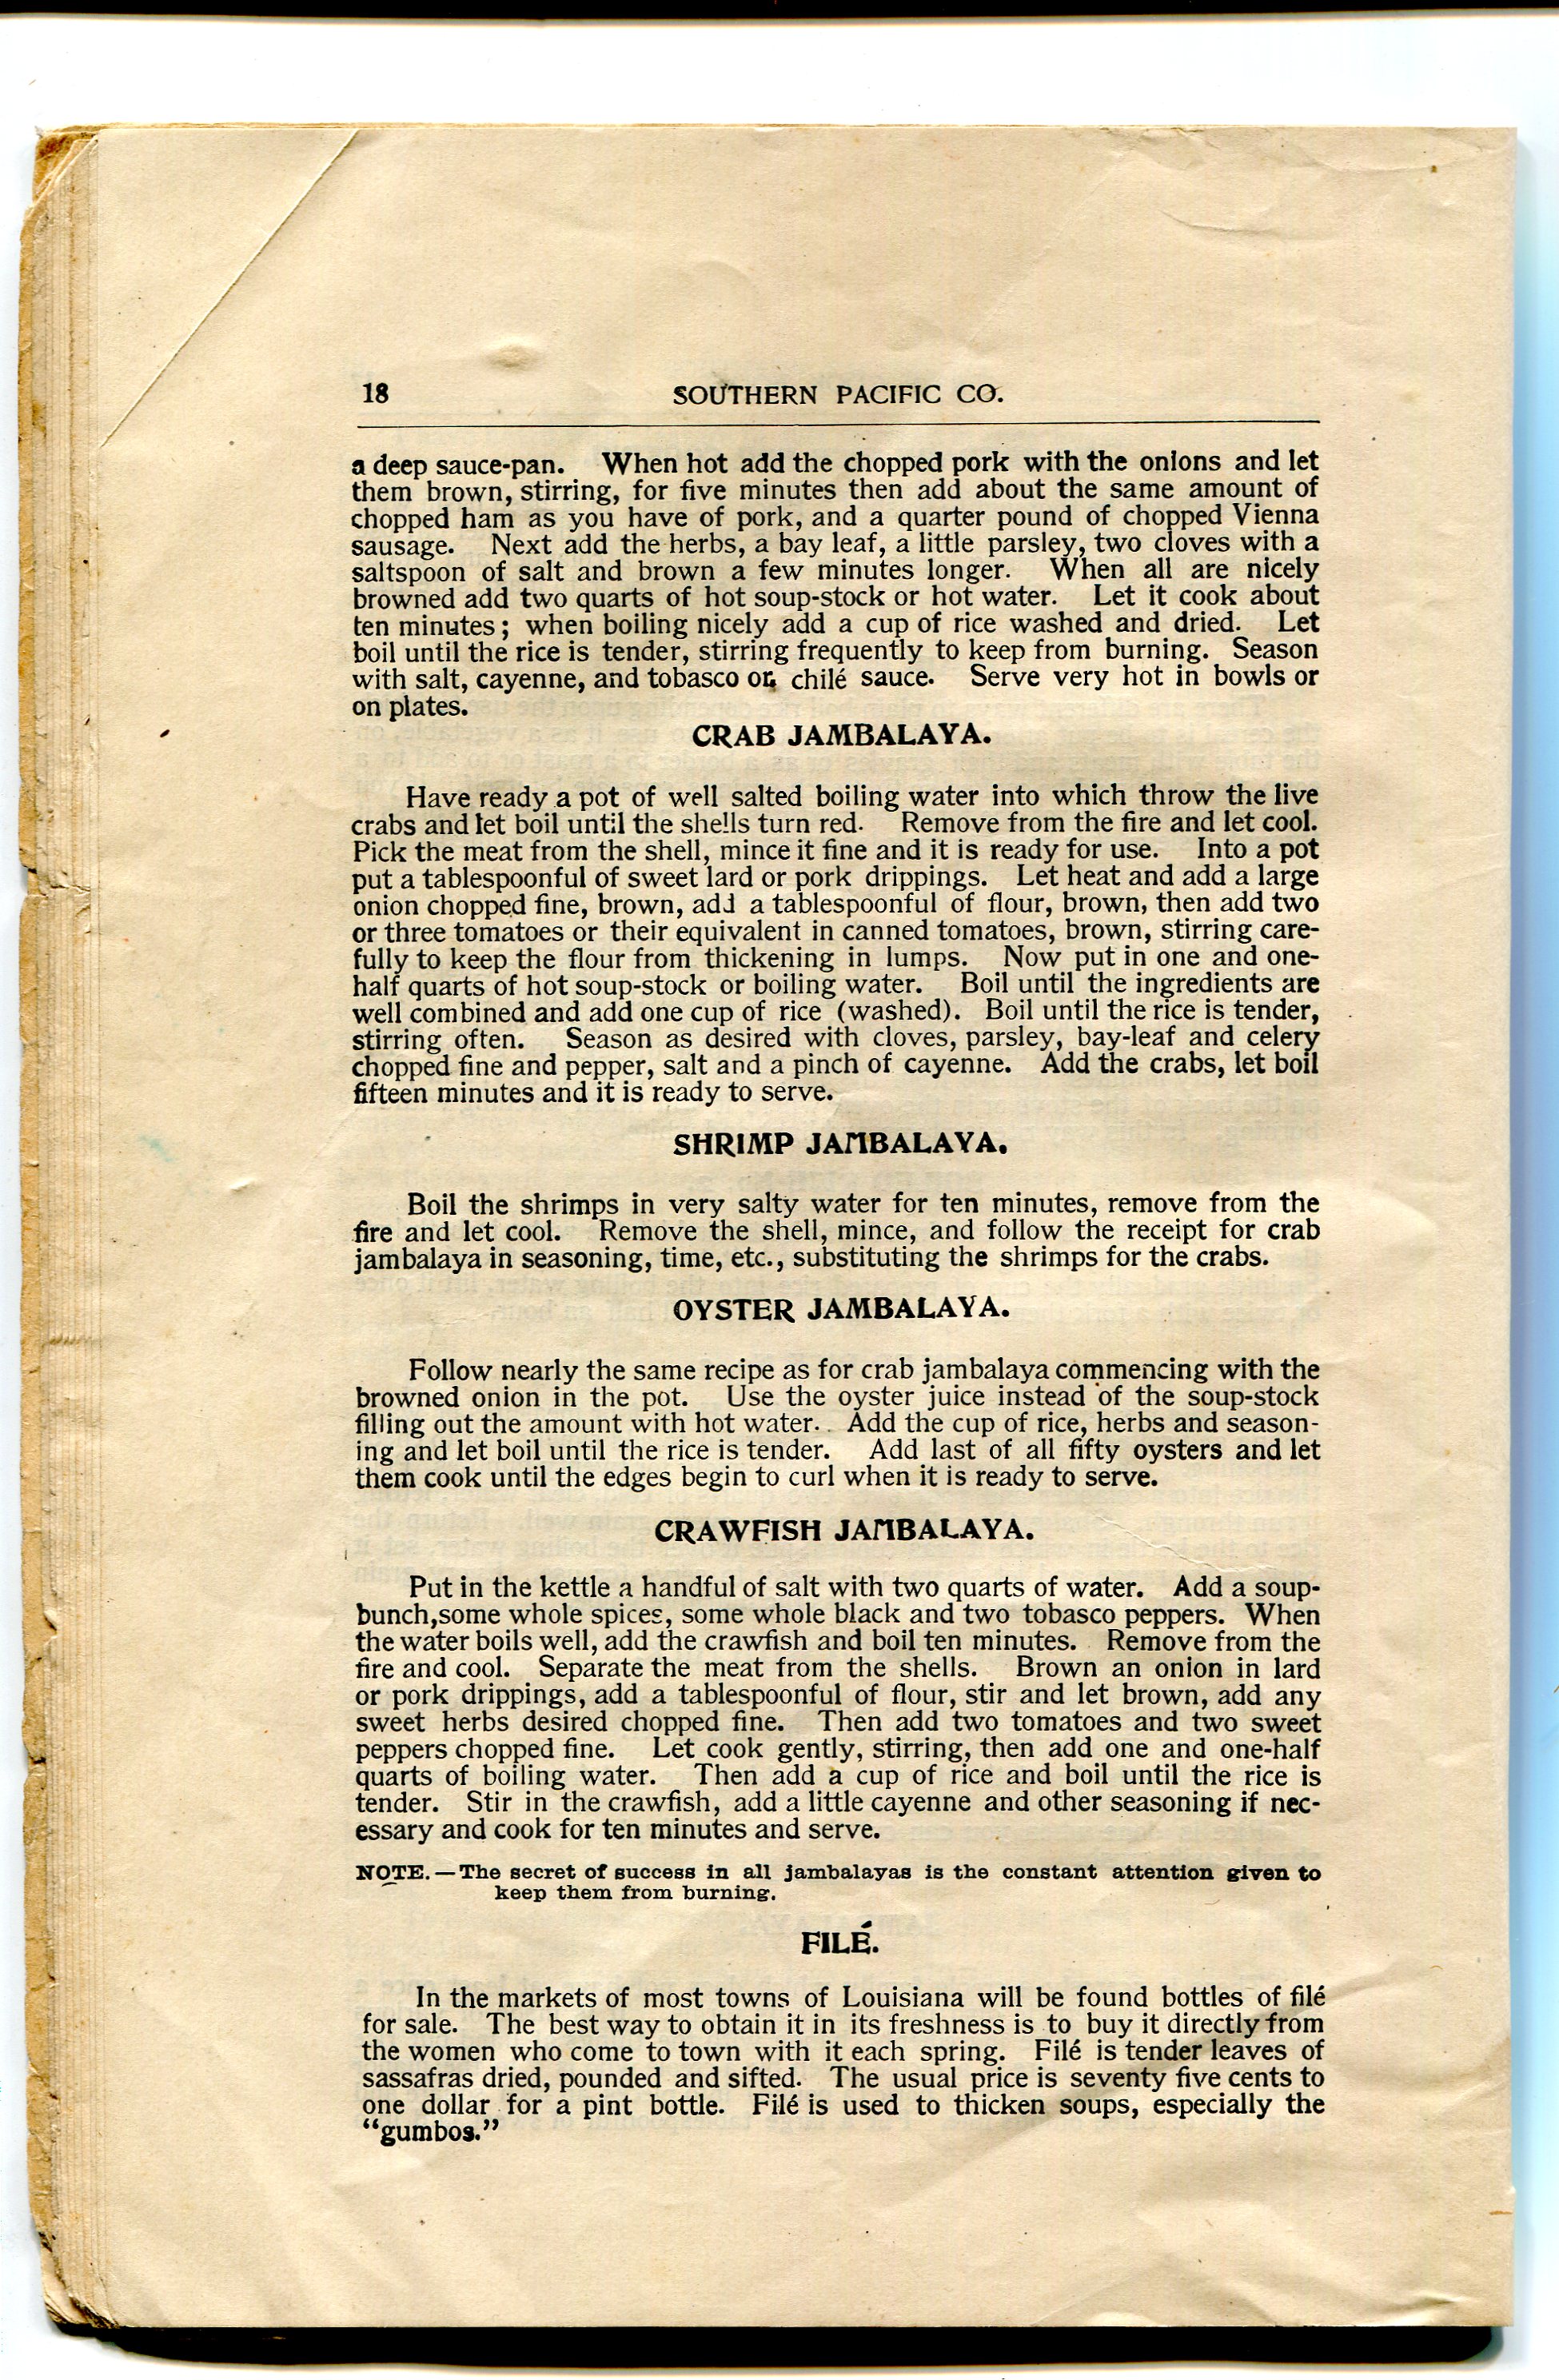 18 SOUTHERN PACIFIC CO.
a deep sauce-pan. When hot add the chopped pork with the onions and let
them brown, stirring, for five minutes then add about the same amount of
chopped ham as you have of pork, and a quarter pound of chopped Vienna
sausage. Next add the herbs, a bay leaf, a little parsley, two cloves with a
saltspoon of salt and brown a few minutes longer. When all are nicely
browned add two quarts of hot soup-stock or hot water. Let it cook about
ten minutes; when boiling nicely add a cup of rice washed and dried. Let
boil until the rice is tender, stirring frequently to keep from burning. Season
with salt, cayenne, and tobasco or chilé sauce. Serve very hot in bowls or
on plates.
CRAB JAMBALAYA.
Have ready a pot of well salted boiling water into which throw the live
crabs and let boil until the shells turn red. Remove from the fire and let cool.
Pick the meat from the shell, mince it fine and it is ready for use. Into a pot
put a tablespoonful of sweet lard or pork drippings. Let heat and add a large
onion chopped fine, brown, add a tablespoonful of flour, brown, then add two
or three tomatoes or their equivalent in canned tomatoes, brown, stirring care-
fully to keep the flour from thickening in lumps. Now put in one and one-
half quarts of hot soup-stock or boiling water. Boil until the ingredients are
well combined and add one cup of rice (washed). Boil until the rice is tender,
stirring often. Season as desired with cloves, parsley, bay-leaf and celery
chopped fine and pepper, salt and a pinch of cayenne. Add the crabs, let boil
fifteen minutes and it is ready to serve.
SHRIMP JAMBALAYA.
Boil the shrimps in very salty water for ten minutes, remove from the
fire and let cool. Remove the shell, mince, and follow the receipt for crab
jambalaya in seasoning, time, etc., substituting the shrimps for the crabs.
OYSTER JAMBALAYA.
Follow nearly the same recipe as for crab jambalaya commencing with the
browned onion in the pot. Use the oyster juice instead of the soup-stock
filling out the amount with hot water. Add the cup of rice, herbs and season-
ing and let boil until the rice is tender. Add last of all fifty oysters and let
them cook until the edges begin to curl when it is ready to serve.
CRAWFISH JAMBALAYA.
Put in the kettle a handful of salt with two quarts of water. Add a soup-
bunch,some whole spices, some whole black and two tobasco peppers. When
the water boils well, add the crawfish and boil ten minutes. Remove from the
fire and cool. Separate the meat from the shells. Brown an onion in lard
or pork drippings, add a tablespoonful of flour, stir and let brown, add any
sweet herbs desired chopped fine. Then add two tomatoes and two sweet
peppers chopped fine. Let cook gently, stirring, then add one and one-half
quarts of boiling water. Then add a cup of rice and boil until the rice is
tender. Stir in the crawfish, add a little cayenne and other seasoning if nec-
essary and cook for ten minutes and serve.
NOTE.—The secret of success in all jambalayas is the constant attention given to
keep them from burning.
FILÉ.
In the markets of most towns of Louisiana will be found bottles of filé
for sale. The best way to obtain it in its freshness is to buy it directly from
the women who come to town with it each spring. Filé is tender leaves of
sassafras dried, pounded and sifted. The usual price is seventy five cents to
one dollar for a pint bottle. Filé is used to thicken soups, especially the
“gumbos.”